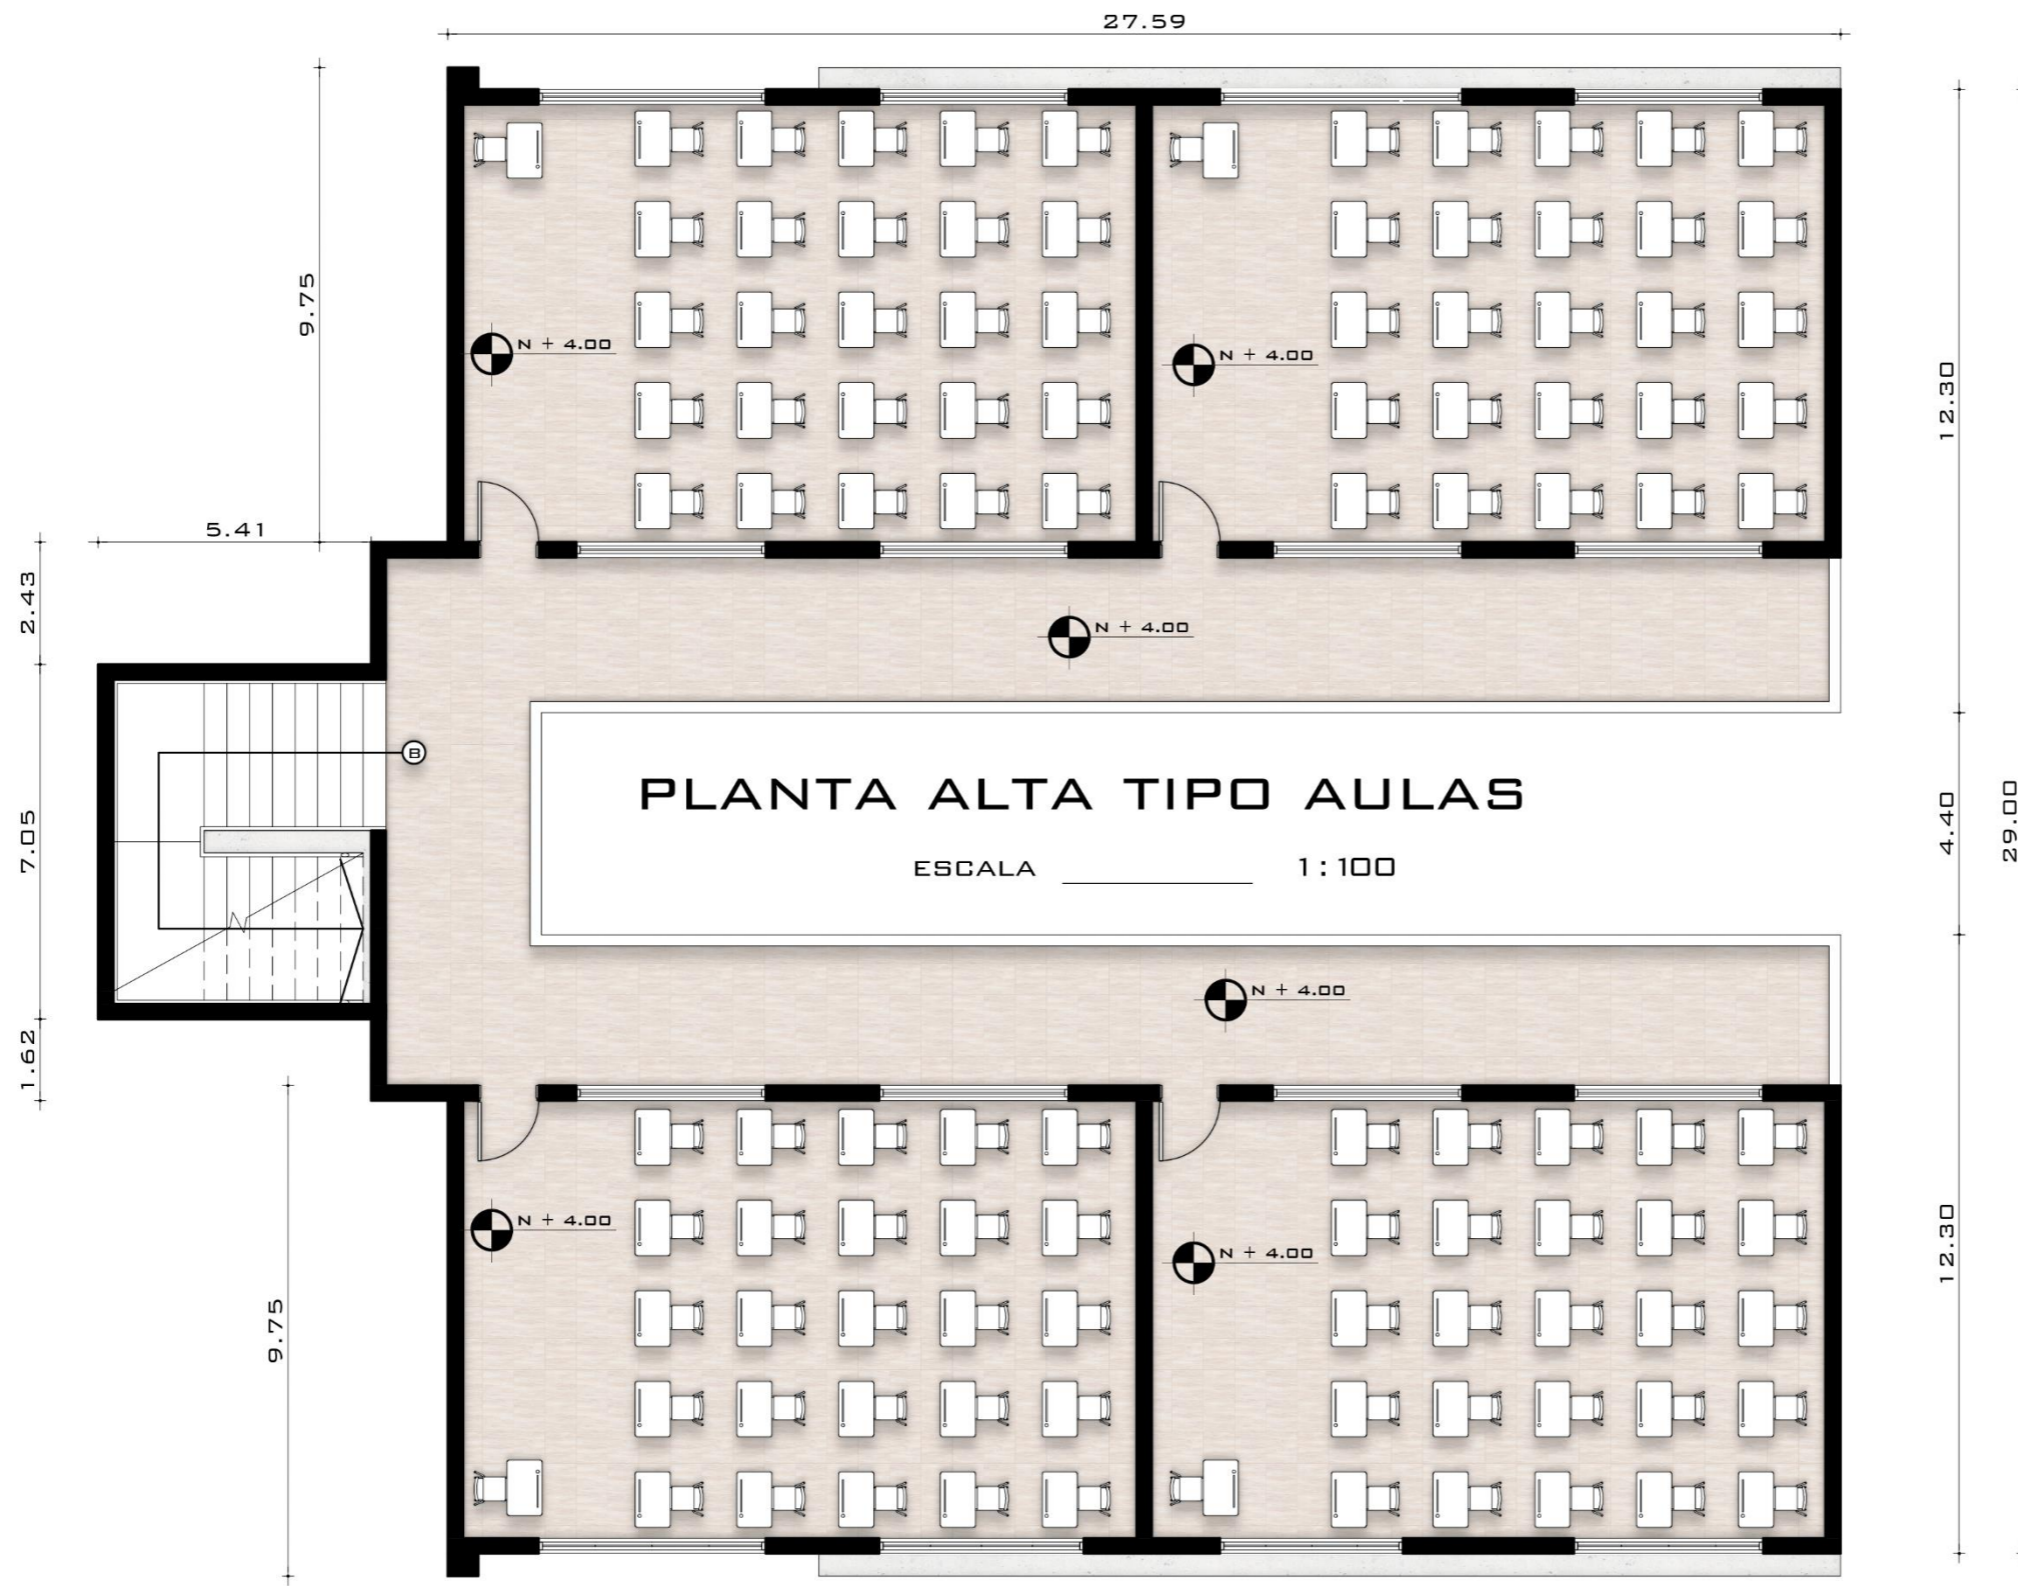 27.59
9.75
N + 4.00
N + 4.00
12.30
5.41
2.43
N + 4.00
B
PLANTA ALTA TIPO AULAS
ESCALA 1:100
7.05
4.40
29.00
N + 4.00
1.62
N + 4.00
N + 4.00
12.30
9.75